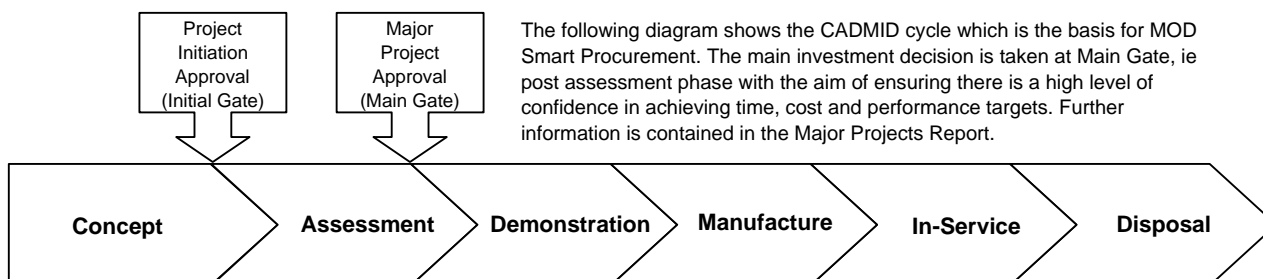 Project
Initiation
Approval
(Initial Gate)
Major
Project
Approval
(Main Gate)
The following diagram shows the CADMID cycle which is the basis for MOD
Smart Procurement. The main investment decision is taken at Main Gate, ie
post assessment phase with the aim of ensuring there is a high level of
confidence in achieving time, cost and performance targets. Further
information is contained in the Major Projects Report.
Concept
Assessment
Demonstration
Manufacture
In-Service
Disposal